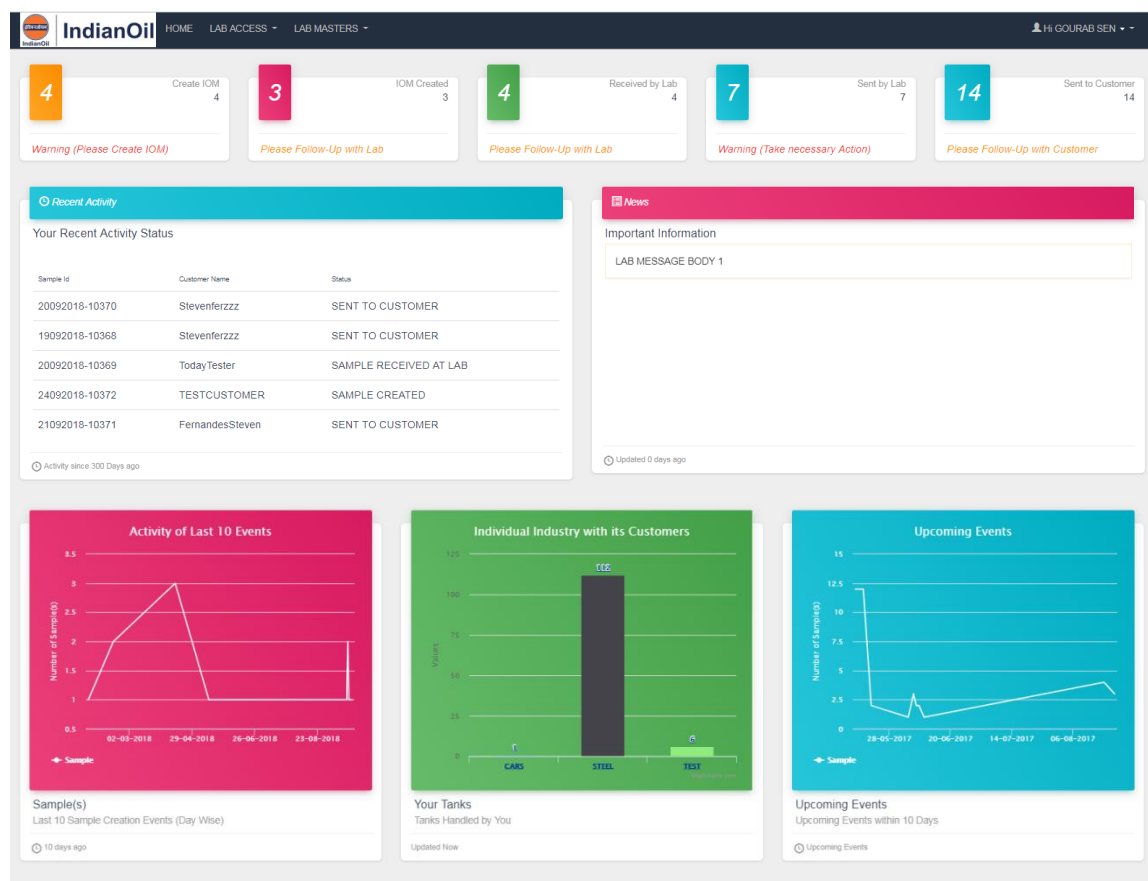 इंडियनऑयल
IndianOil
IndianOil HOME LAB ACCESS LAB MASTERS Hi GOURAB SEN
4 Create IOM
4
Warning (Please Create IOM)
3 IOM Created
3
Please Follow-Up with Lab
4 Received by Lab
4
Please Follow-Up with Lab
7 Sent by Lab
7
Warning (Take necessary Action)
14 Sent to Customer
14
Please Follow-Up with Customer
Recent Activity
Your Recent Activity Status
Sample Id Customer Name Status
20092018-10370 Stevenferzzz SENT TO CUSTOMER
19092018-10368 Stevenferzzz SENT TO CUSTOMER
20092018-10369 TodayTester SAMPLE RECEIVED AT LAB
24092018-10372 TESTCUSTOMER SAMPLE CREATED
21092018-10371 FernandesSteven SENT TO CUSTOMER
Activity since 300 Days ago
News
Important Information
LAB MESSAGE BODY 1
Updated 0 days ago
Activity of Last 10 Events
Number of Sample(s)
3.5
3
2.5
2
1.5
1
0.5
02-03-2018 29-04-2018 26-06-2018 23-08-2018
Sample
Sample(s)
Last 10 Sample Creation Events (Day Wise)
10 days ago
Individual Industry with its Customers
Values
125
100
75
50
25
0
1 112 6
CARS STEEL TEST
Your Tanks
Tanks Handled by You
Updated Now
Upcoming Events
Number of Sample(s)
15
12.5
10
7.5
5
2.5
0
28-05-2017 20-06-2017 14-07-2017 06-08-2017
Sample
Upcoming Events
Upcoming Events within 10 Days
Upcoming Events